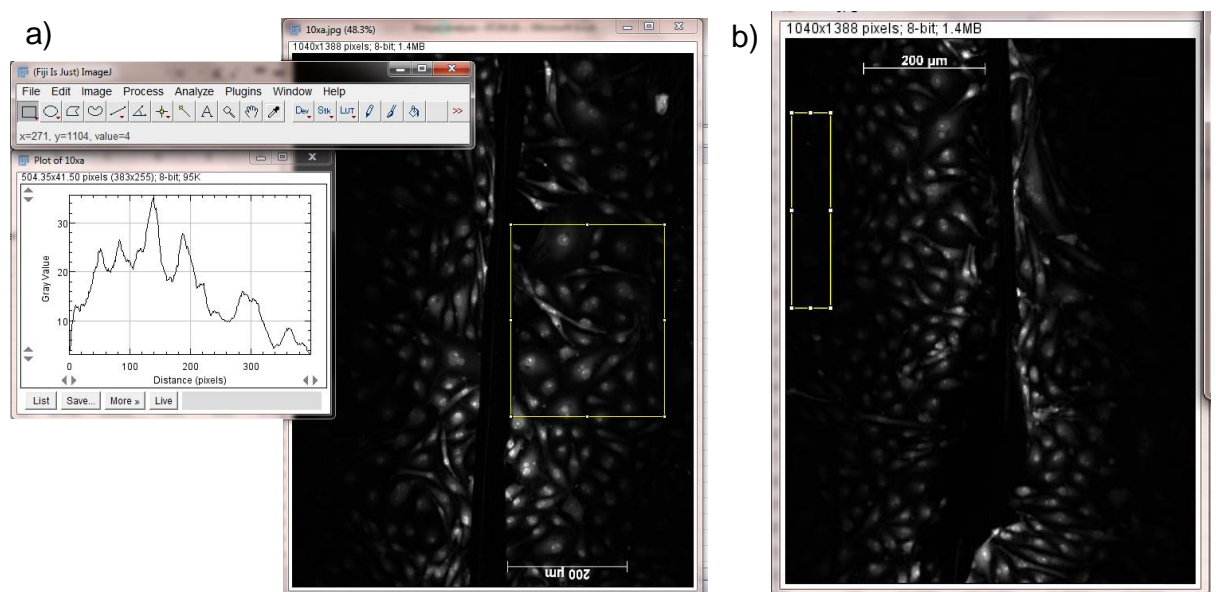 a)
10xa.jpg (48.3%)
1040x1388 pixels; 8-bit; 1.4MB
(Fiji Is Just) ImageJ
File Edit Image Process Analyze Plugins Window Help
Dev Stk LUT >>
x=271, y=1104, value=4
Plot of 10xa
504.35x41.50 pixels (383x255); 8-bit; 95K
30
20
10
Gray Value
0 100 200 300
Distance (pixels)
List Save... More » Live
200 µm
b)
1040x1388 pixels; 8-bit; 1.4MB
200 µm